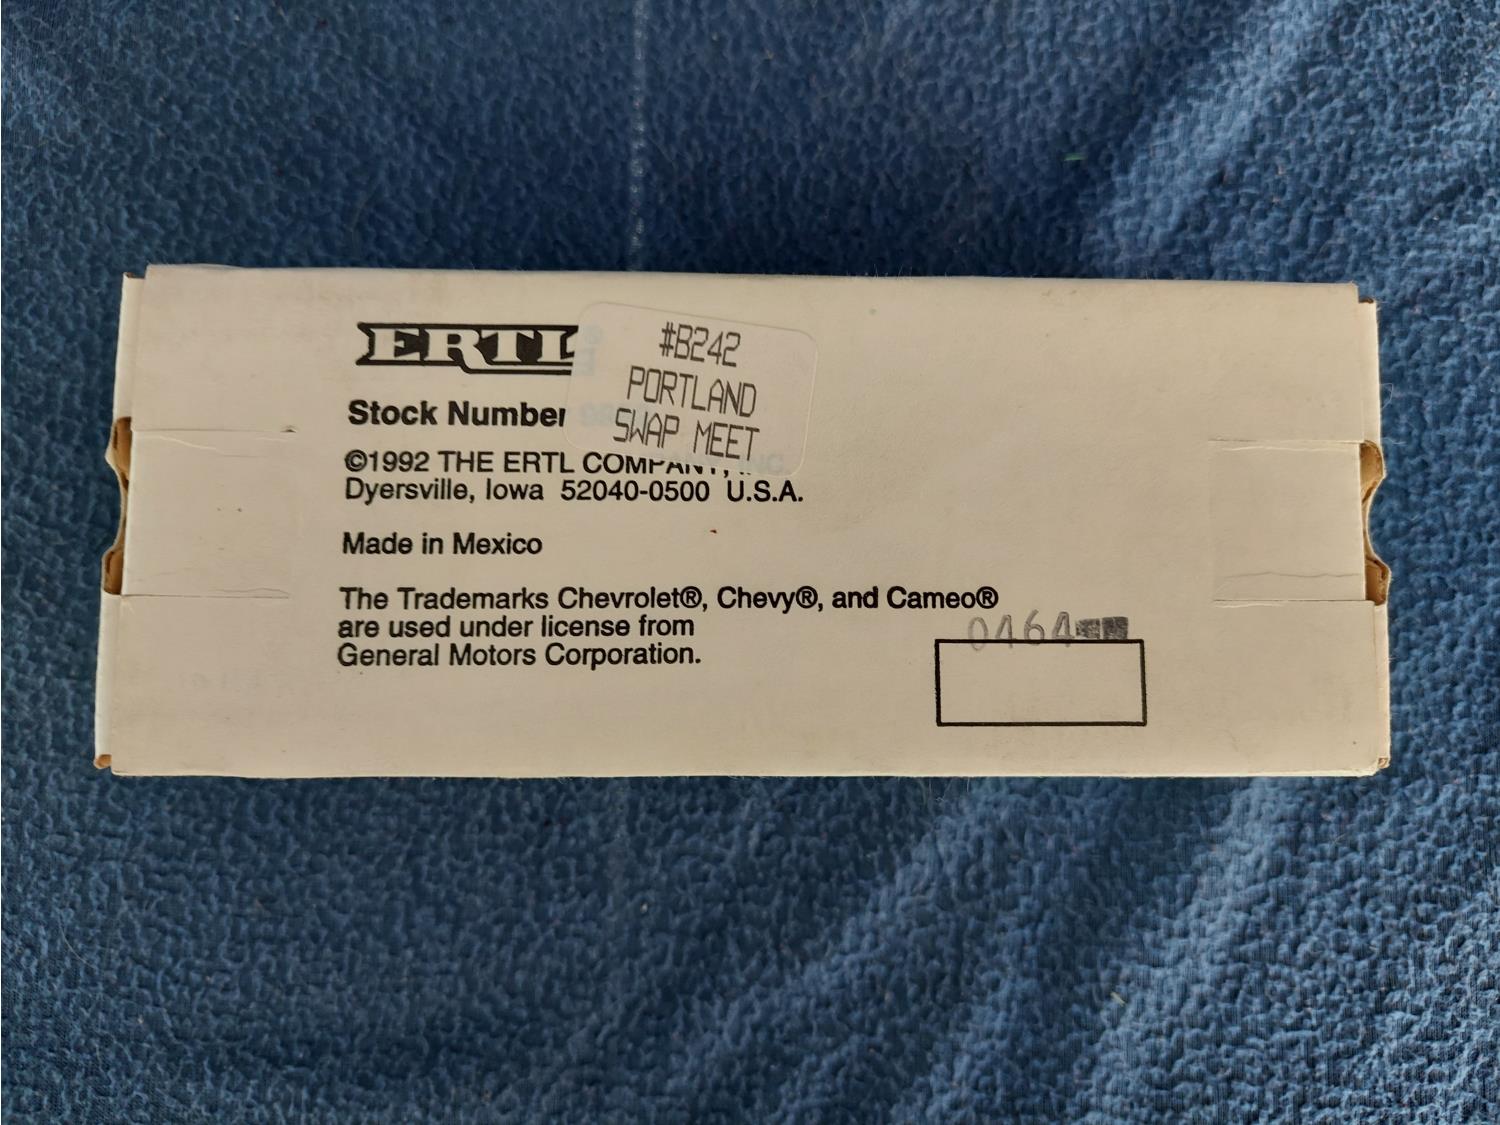 ERTL
#B242
PORTLAND
SWAP MEET
Stock Number
©1992 THE ERTL COMPANY, INC.
Dyersville, Iowa 52040-0500 U.S.A.
Made in Mexico
The Trademarks Chevrolet®, Chevy®, and Cameo®
are used under license from
General Motors Corporation.
0464